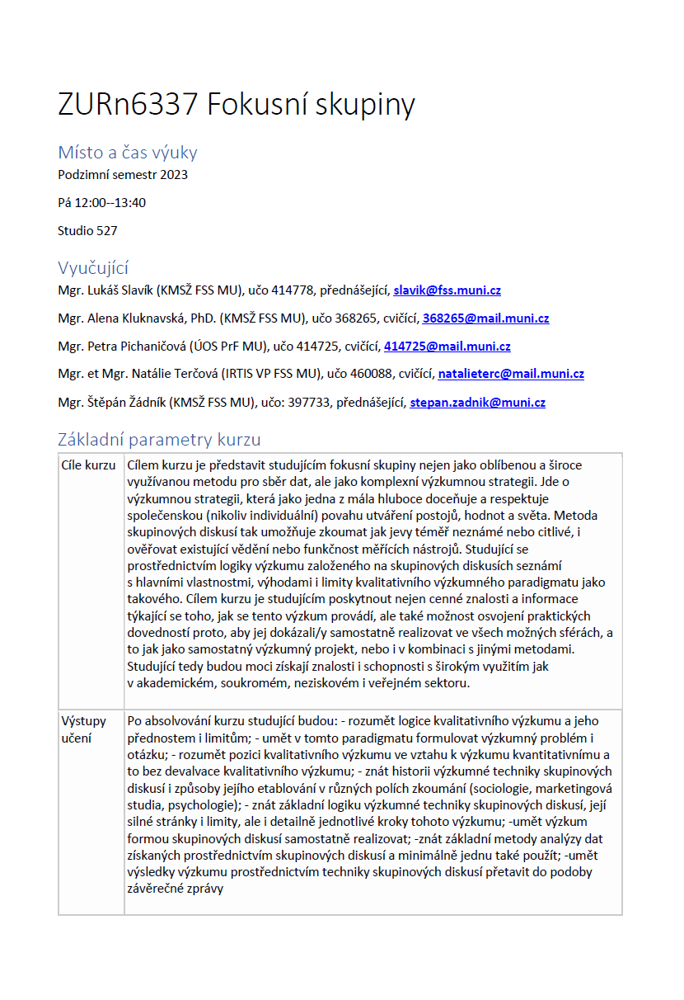 ZURn6337 Fokusní skupiny
Místo a čas výuky
Podzimní semestr 2023
Pá 12:00--13:40
Studio 527
Vyučující
Mgr. Lukáš Slavík (KMSŽ FSS MU), učo 414778, přednášející, slavik@fss.muni.cz
Mgr. Alena Kluknavská, PhD. (KMSŽ FSS MU), učo 368265, cvičící, 368265@mail.muni.cz
Mgr. Petra Pichaničová (ÚOS PrF MU), učo 414725, cvičící, 414725@mail.muni.cz
Mgr. et Mgr. Natálie Terčová (IRTIS VP FSS MU), učo 460088, cvičící, natalieterc@mail.muni.cz
Mgr. Štěpán Žádník (KMSŽ FSS MU), učo: 397733, přednášející, stepan.zadnik@muni.cz
Základní parametry kurzu
Cíle kurzu
Cílem kurzu je představit studujícím fokusní skupiny nejen jako oblíbenou a široce
využívanou metodu pro sběr dat, ale jako komplexní výzkumnou strategii. Jde o
výzkumnou strategii, která jako jedna z mála hluboce doceňuje a respektuje
společenskou (nikoliv individuální) povahu utváření postojů, hodnot a světa. Metoda
skupinových diskusí tak umožňuje zkoumat jak jevy téměř neznámé nebo citlivé, i
ověřovat existující vědění nebo funkčnost měřících nástrojů. Studující se
prostřednictvím logiky výzkumu založeného na skupinových diskusích seznámí
s hlavními vlastnostmi, výhodami i limity kvalitativního výzkumného paradigmatu jako
takového. Cílem kurzu je studujícím poskytnout nejen cenné znalosti a informace
týkající se toho, jak se tento výzkum provádí, ale také možnost osvojení praktických
dovedností proto, aby jej dokázali/y samostatně realizovat ve všech možných sférách, a
to jak jako samostatný výzkumný projekt, nebo i v kombinaci s jinými metodami.
Studující tedy budou moci získají znalosti i schopnosti s širokým využitím jak
v akademickém, soukromém, neziskovém i veřejném sektoru.
Výstupy
učení
Po absolvování kurzu studující budou: - rozumět logice kvalitativního výzkumu a jeho
přednostem i limitům; - umět v tomto paradigmatu formulovat výzkumný problém i
otázku; - rozumět pozici kvalitativního výzkumu ve vztahu k výzkumu kvantitativnímu a
to bez devalvace kvalitativního výzkumu; - znát historii výzkumné techniky skupinových
diskusí i způsoby jejího etablování v různých polích zkoumání (sociologie, marketingová
studia, psychologie); - znát základní logiku výzkumné techniky skupinových diskusí, její
silné stránky i limity, ale i detailně jednotlivé kroky tohoto výzkumu; -umět výzkum
formou skupinových diskusí samostatně realizovat; -znát základní metody analýzy dat
získaných prostřednictvím skupinových diskusí a minimálně jednu také použít; -umět
výsledky výzkumu prostřednictvím techniky skupinových diskusí přetavit do podoby
závěrečné zprávy